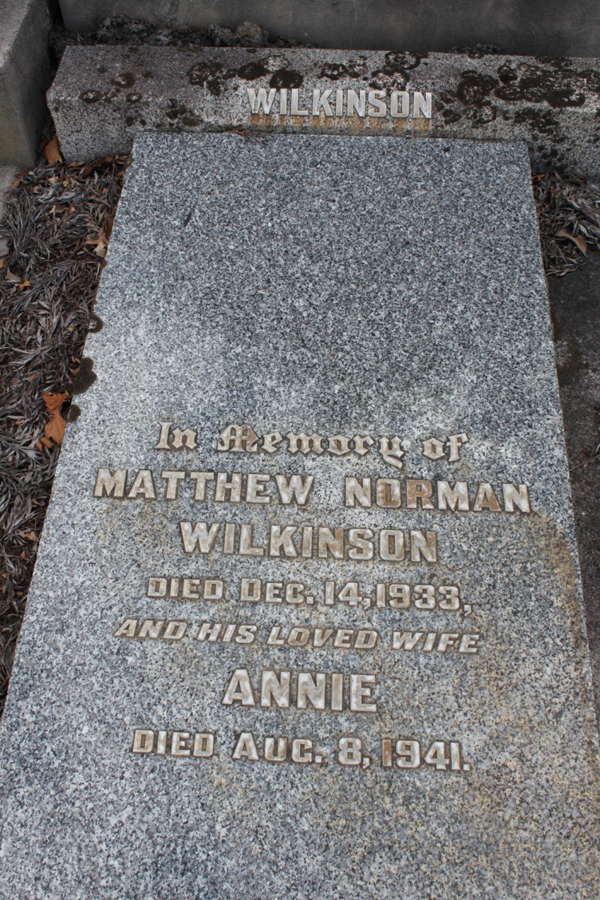 WILKINSON
In Memory of
MATTHEW NORMAN
WILKINSON
DIED DEC. 14, 1933,
AND HIS LOVED WIFE
ANNIE
DIED AUG. 8, 1941.